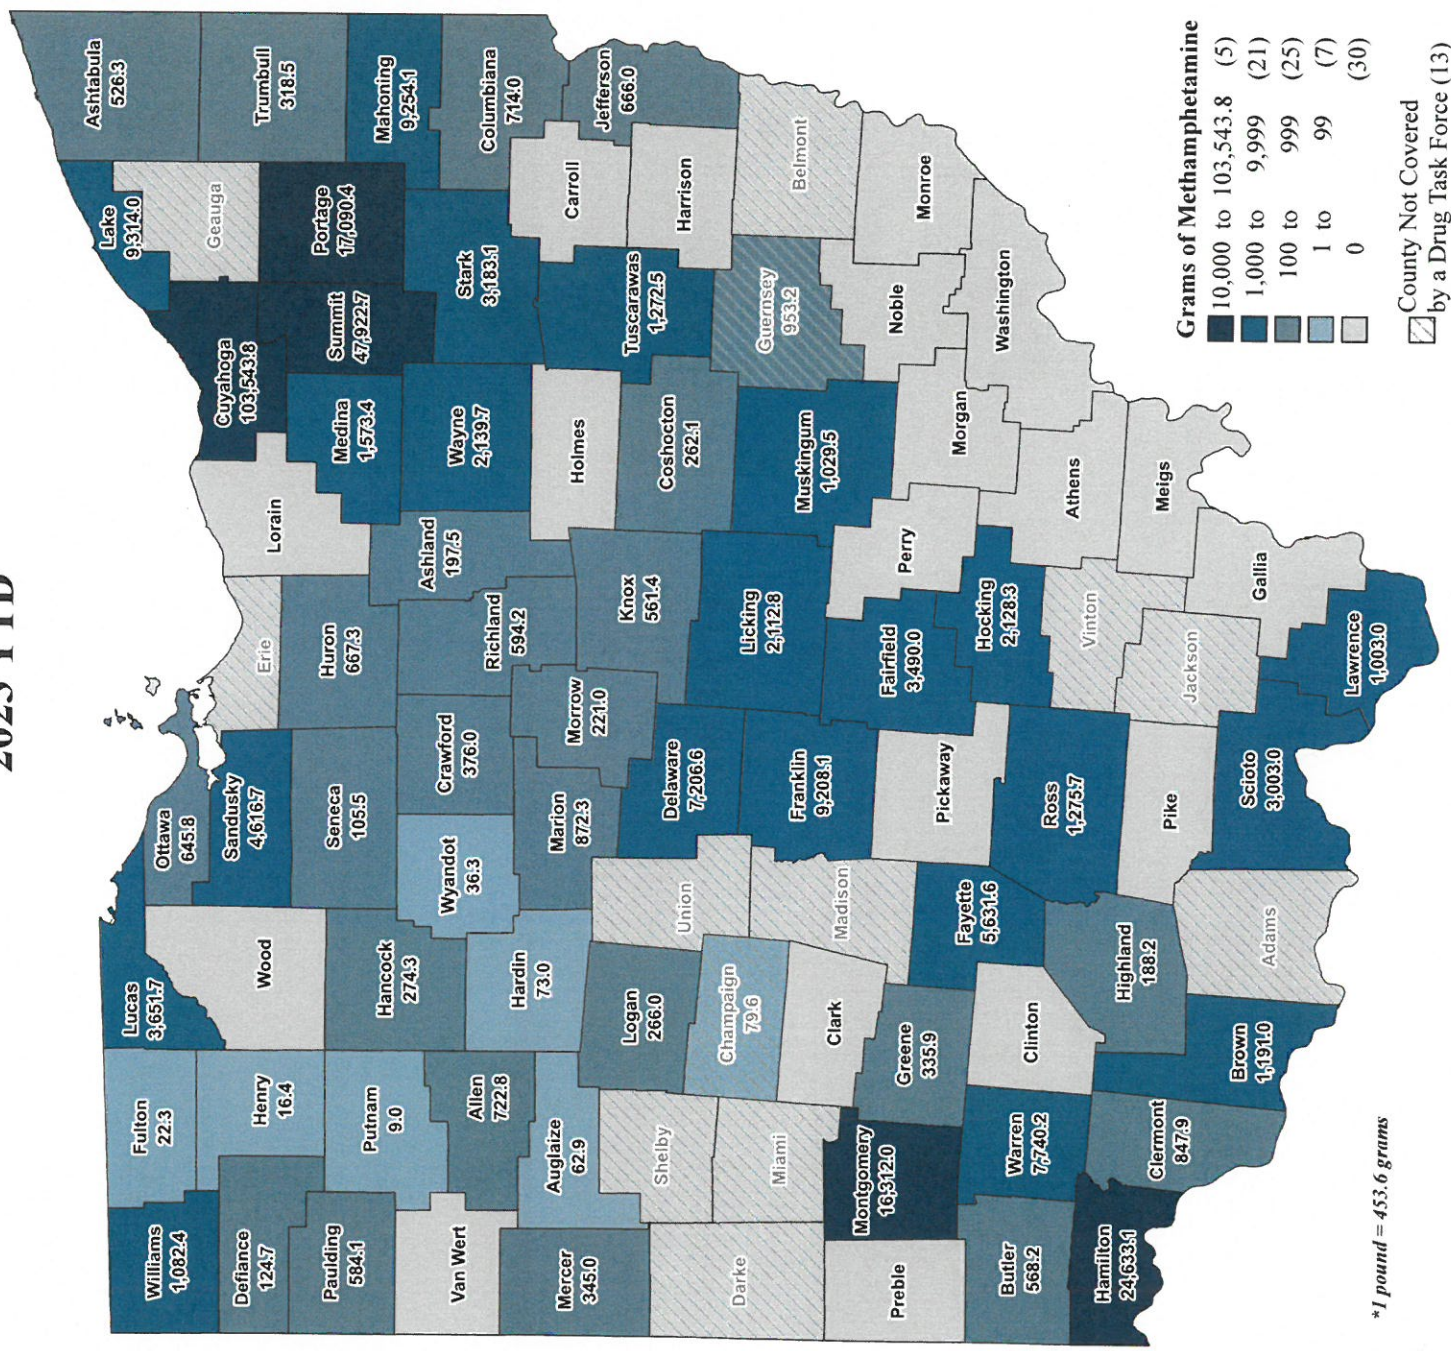 2023 YTD
Williams
1,082.4
Fulton
22.3
Lucas
3,651.7
Ottawa
645.8
Lake
9,314.0
Ashtabula
526.3
Defiance
124.7
Henry
16.4
Wood
Sandusky
4,616.7
Erie
Lorain
Cuyahoga
103,543.8
Geauga
Trumbull
318.5
Paulding
584.1
Putnam
9.0
Hancock
274.3
Seneca
105.5
Huron
667.3
Medina
1,573.4
Summit
47,922.7
Portage
17,090.4
Mahoning
9,254.1
Van Wert
Allen
722.8
Wyandot
36.3
Crawford
376.0
Richland
594.2
Ashland
197.5
Wayne
2,139.7
Stark
3,183.1
Columbiana
714.0
Mercer
345.0
Auglaize
62.9
Hardin
73.0
Marion
872.3
Morrow
221.0
Knox
561.4
Holmes
Tuscarawas
1,272.5
Carroll
Jefferson
666.0
Darke
Shelby
Logan
266.0
Union
Delaware
7,206.6
Licking
2,112.8
Coshocton
262.1
Guernsey
953.2
Harrison
Belmont
Miami
Champaign
79.6
Madison
Franklin
9,208.1
Fairfield
3,490.0
Perry
Muskingum
1,029.5
Noble
Monroe
Preble
Montgomery
16,312.0
Clark
Greene
335.9
Fayette
5,631.6
Pickaway
Hocking
2,128.3
Morgan
Washington
Butler
568.2
Warren
7,740.2
Clinton
Ross
1,275.7
Vinton
Athens
Hamilton
24,633.1
Clermont
847.9
Brown
1,191.0
Highland
188.2
Adams
Pike
Jackson
Meigs
Scioto
3,003.0
Gallia
Lawrence
1,003.0
Grams of Methamphetamine
10,000 to 103,543.8 (5)
1,000 to 9,999 (21)
100 to 999 (25)
1 to 99 (7)
0 (30)
County Not Covered
by a Drug Task Force (13)
*1 pound = 453.6 grams